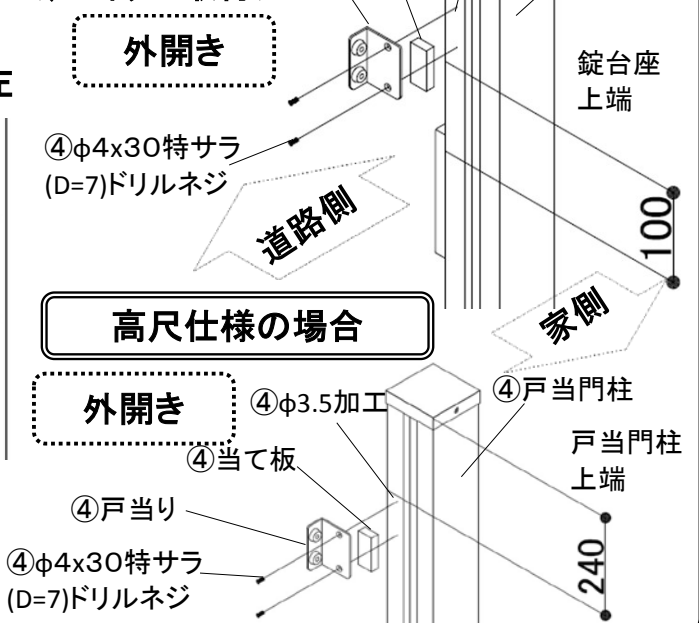 外開き
錠台座
上端
④φ4x30特サラ
(D=7)ドリルネジ
道路側
100
家側
高尺仕様の場合
外開き
④φ3.5加工
④戸当門柱
④当て板
戸当門柱
上端
④戸当り
④φ4x30特サラ
(D=7)ドリルネジ
240